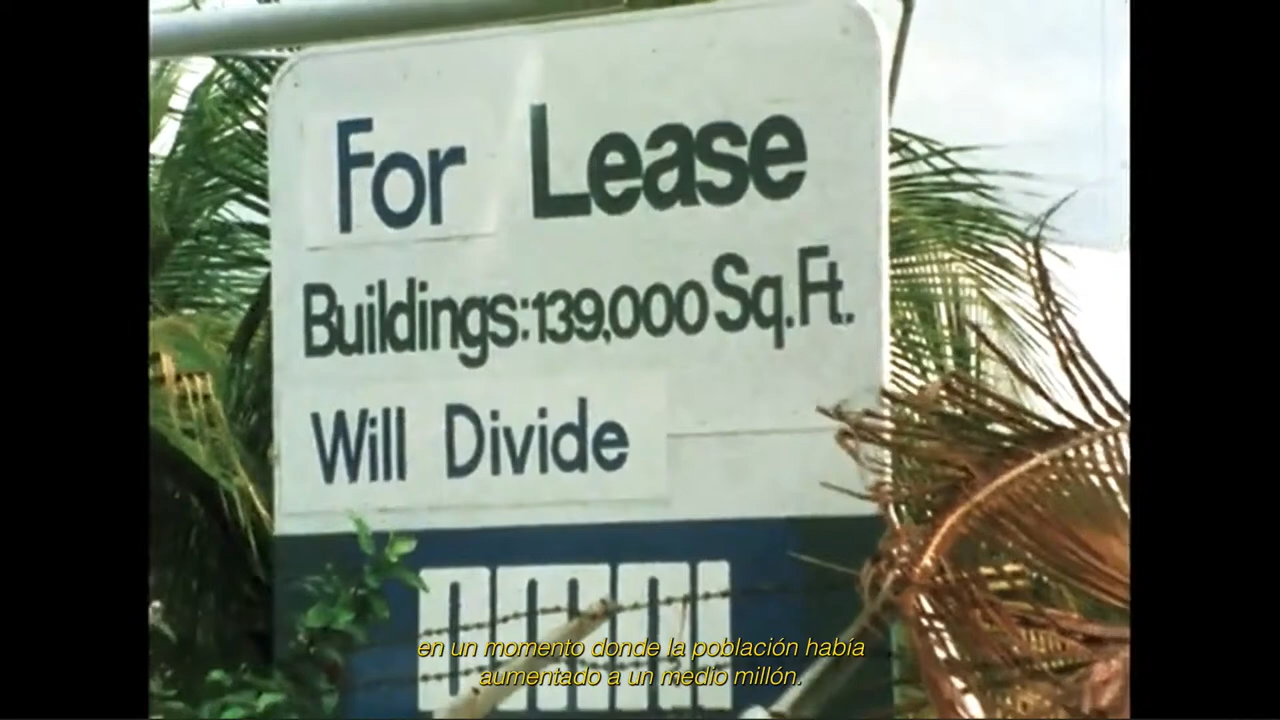 For Lease
Buildings: 139,000 Sq. Ft.
Will Divide
OMNI
en un momento donde la población había
aumentado a un medio millón.